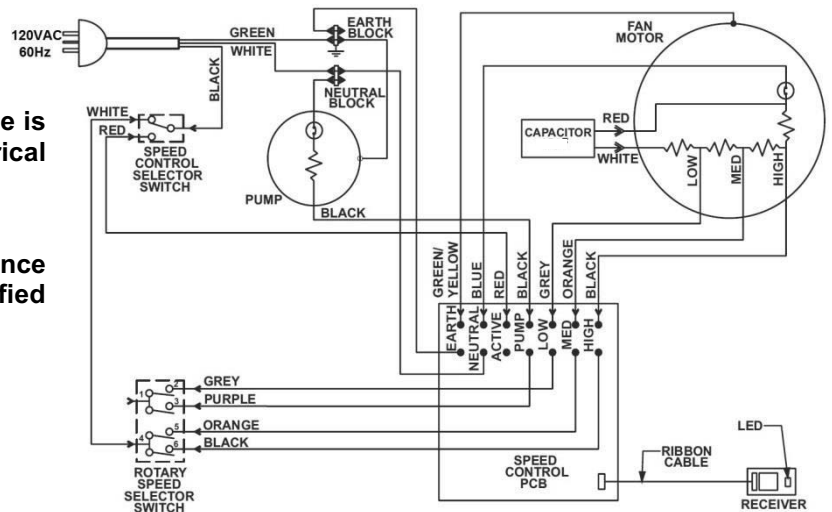 120VAC
60Hz
GREEN
WHITE
BLACK
EARTH
BLOCK
NEUTRAL
BLOCK
FAN
MOTOR
e is
rical
nce
fied
WHITE
RED
SPEED
CONTROL
SELECTOR
SWITCH
PUMP
BLACK
CAPACITOR
RED
WHITE
LOW
MED
HIGH
GREEN/
YELLOW
BLUE
RED
BLACK
GREY
ORANGE
BLACK
EARTH
NEUTRAL
ACTIVE
PUMP
LOW
MED
HIGH
1
2
3
4
5
6
GREY
PURPLE
ORANGE
BLACK
ROTARY
SPEED
SELECTOR
SWITCH
SPEED
CONTROL
PCB
RIBBON
CABLE
LED
RECEIVER